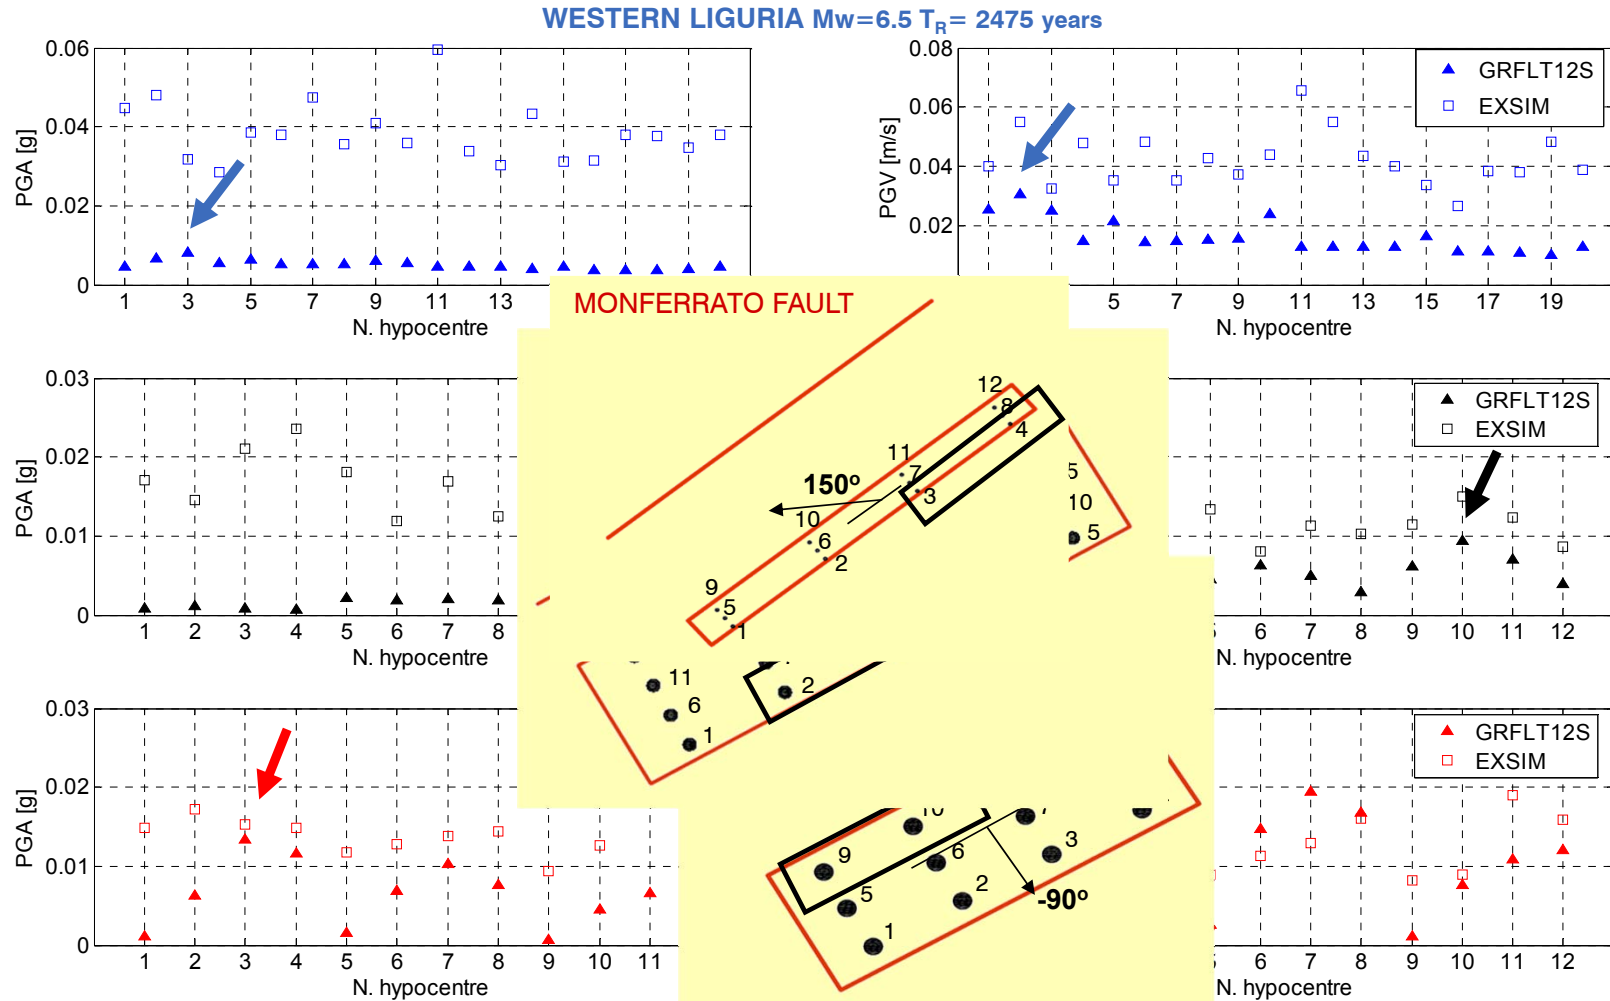 WESTERN LIGURIA Mw=6.5 TR= 2475 years
0.06
0.04
0.02
0
PGA [g]
1 3 5 7 9 11 13
N. hypocentre
0.08
0.06
0.04
0.02
PGV [m/s]
GRFLT12S
EXSIM
5 7 9 11 13 15 17 19
N. hypocentre
MONFERRATO FAULT
12
8
4
11
7
3
150º
10
6
2
9
5
1
5
10
5
0.03
0.02
0.01
0
PGA [g]
1 2 3 4 5 6 7 8
N. hypocentre
GRFLT12S
EXSIM
6 7 8 9 10 11 12
N. hypocentre
11
6
1
2
0.03
0.02
0.01
0
PGA [g]
1 2 3 4 5 6 7 8 9 10 11
N. hypocentre
10
7
9
6
3
5
2
-90º
1
GRFLT12S
EXSIM
6 7 8 9 10 11 12
N. hypocentre